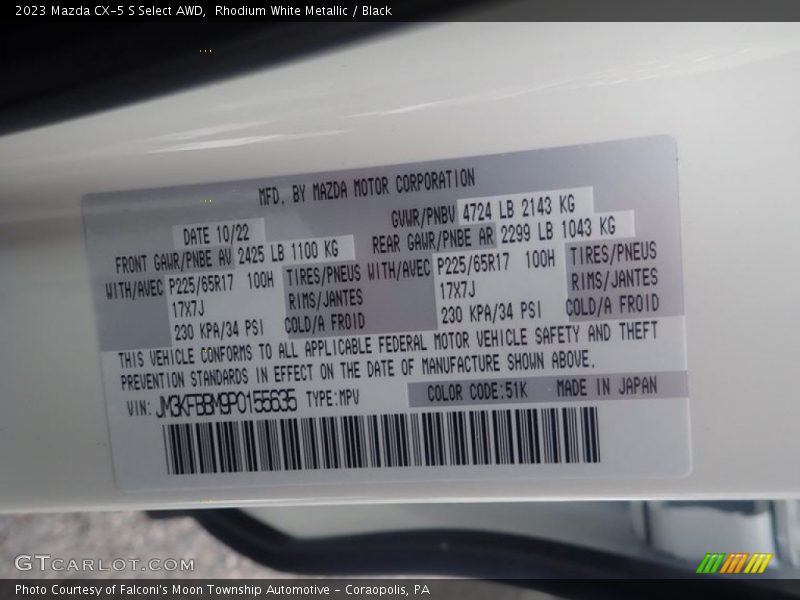 2023 Mazda CX-5 S Select AWD, Rhodium White Metallic / Black
MFD. BY MAZDA MOTOR CORPORATION
DATE 10/22 GVWR/PNBV 4724 LB 2143 KG
FRONT GAWR/PNBE AV 2425 LB 1100 KG REAR GAWR/PNBE AR 2299 LB 1043 KG
WITH/AVEC P225/65R17 100H TIRES/PNEUS WITH/AVEC P225/65R17 100H TIRES/PNEUS
17X7J RIMS/JANTES 17X7J RIMS/JANTES
230 KPA/34 PSI COLD/A FROID 230 KPA/34 PSI COLD/A FROID
THIS VEHICLE CONFORMS TO ALL APPLICABLE FEDERAL MOTOR VEHICLE SAFETY AND THEFT
PREVENTION STANDARDS IN EFFECT ON THE DATE OF MANUFACTURE SHOWN ABOVE.
VIN: JM3KFBBM9P0155635 TYPE:MPV COLOR CODE:51K MADE IN JAPAN
GTCARLOT.COM
Photo Courtesy of Falconi's Moon Township Automotive - Coraopolis, PA